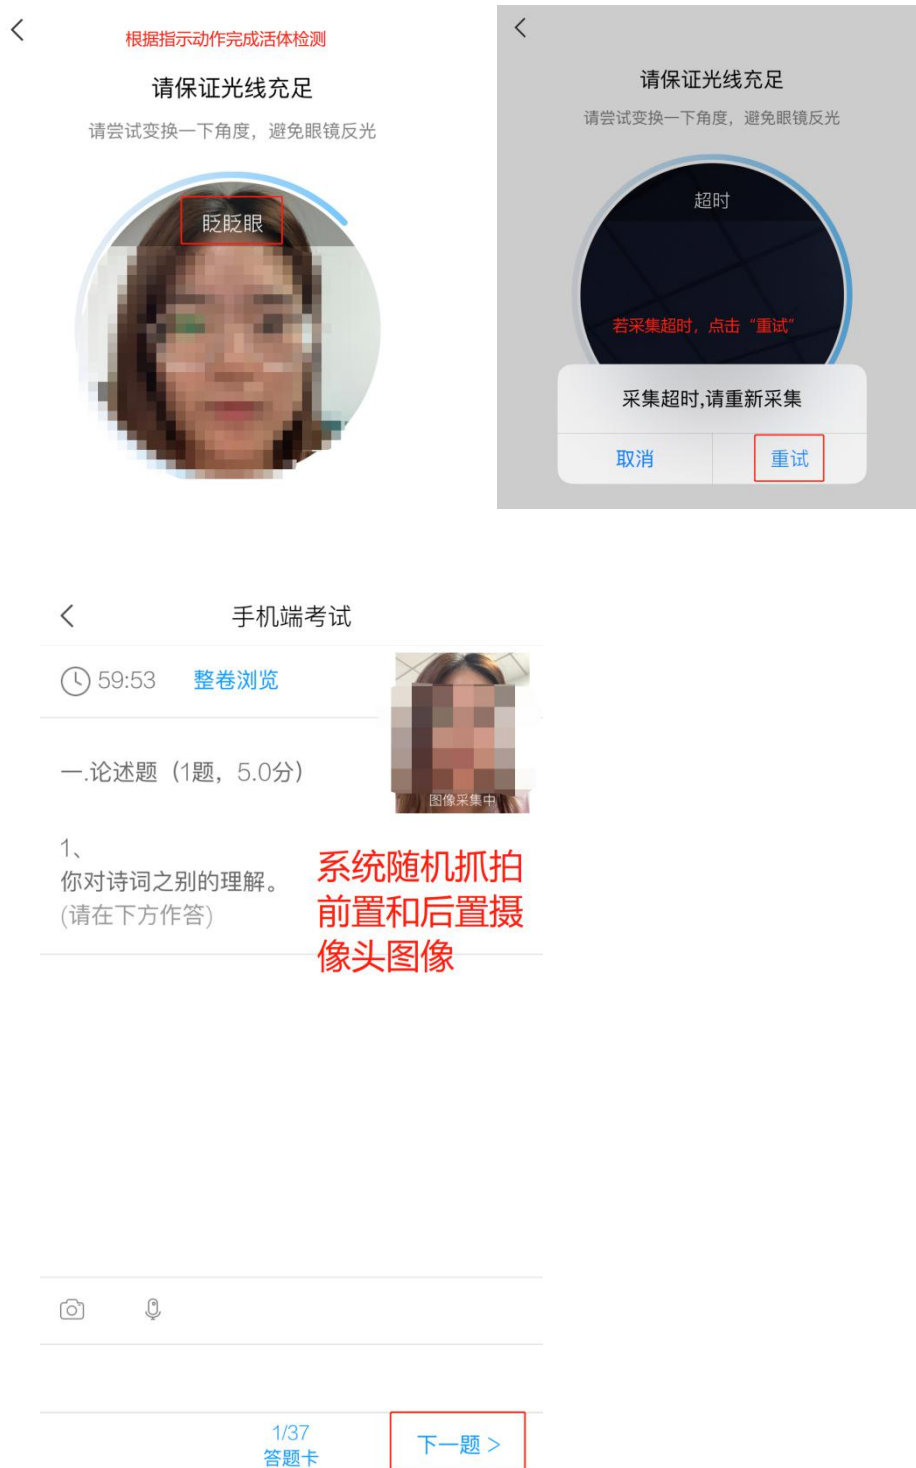 根据指示动作完成活体检测
请保证光线充足
请尝试变换一下角度，避免眼镜反光
眨眨眼
请保证光线充足
请尝试变换一下角度，避免眼镜反光
超时
若采集超时，点击“重试”
采集超时,请重新采集
取消
重试
手机端考试
59:53
整卷浏览
图像采集中
一.论述题（1题，5.0分）
1、
你对诗词之别的理解。
(请在下方作答)
系统随机抓拍
前置和后置摄
像头图像
1/37
答题卡
下一题 >